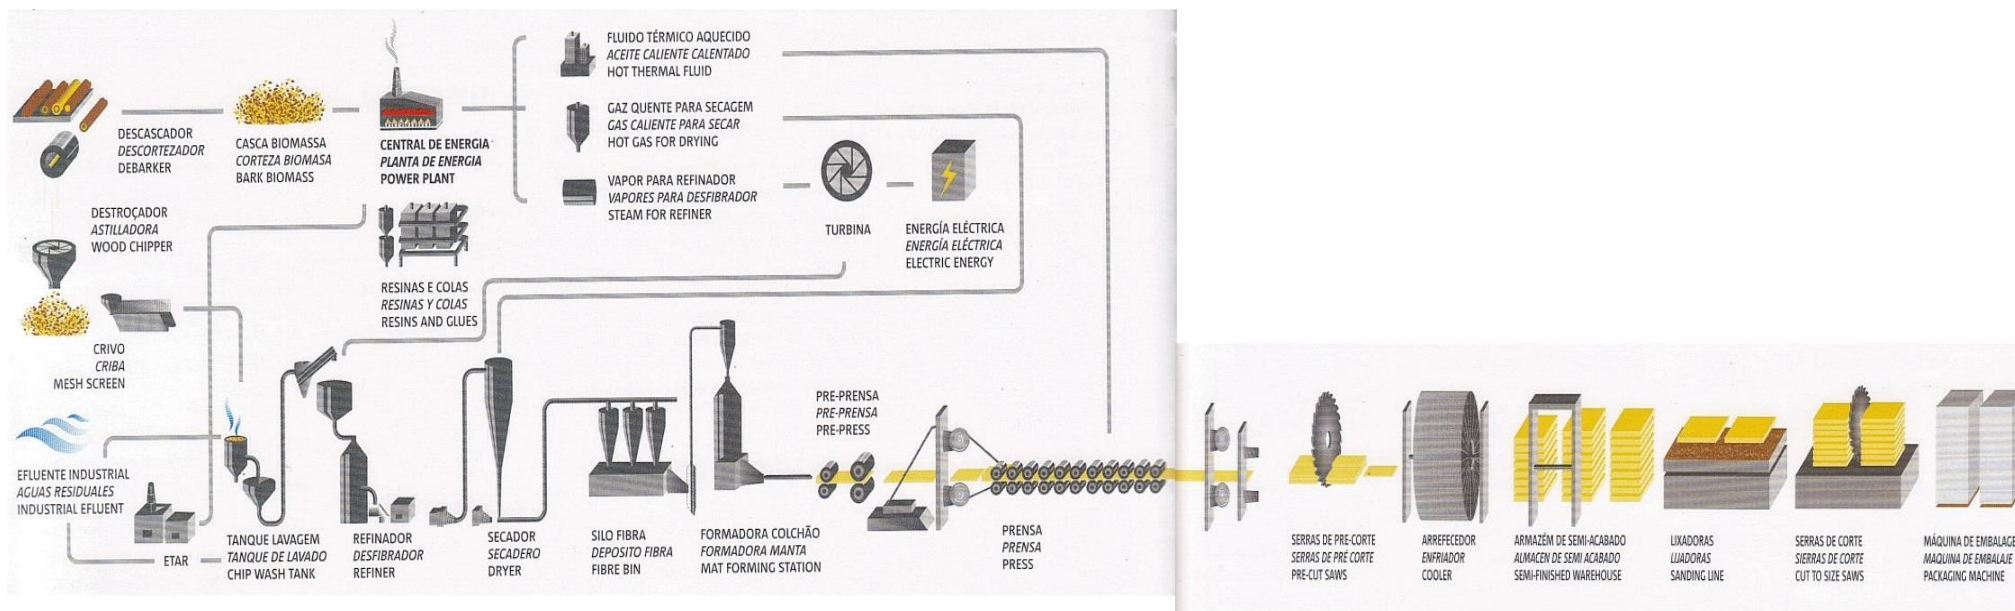 FLUIDO TÉRMICO AQUECIDO
ACEITE CALIENTE CALENTADO
HOT THERMAL FLUID
GAZ QUENTE PARA SECAGEM
GAS CALIENTE PARA SECAR
HOT GAS FOR DRYING
VAPOR PARA REFINADOR
VAPORES PARA DESFIBRADOR
STEAM FOR REFINER
DESCASCADOR
DESCORTEZADOR
DEBARKER
CASCA BIOMASSA
CORTEZA BIOMASA
BARK BIOMASS
CENTRAL DE ENERGIA
PLANTA DE ENERGIA
POWER PLANT
TURBINA
ENERGÍA ELÉCTRICA
ENERGÍA ELÉCTRICA
ELECTRIC ENERGY
DESTROÇADOR
ASTILLADORA
WOOD CHIPPER
RESINAS E COLAS
RESINAS Y COLAS
RESINS AND GLUES
CRIVO
CRIBA
MESH SCREEN
EFLUENTE INDUSTRIAL
AGUAS RESIDUALES
INDUSTRIAL EFLUENT
ETAR
TANQUE LAVAGEM
TANQUE DE LAVADO
CHIP WASH TANK
REFINADOR
DESFIBRADOR
REFINER
SECADOR
SECADERO
DRYER
SILO FIBRA
DEPOSITO FIBRA
FIBRE BIN
FORMADORA COLCHÃO
FORMADORA MANTA
MAT FORMING STATION
PRE-PRENSA
PRE-PRENSA
PRE-PRESS
PRENSA
PRENSA
PRESS
SERRAS DE PRE-CORTE
SERRAS DE PRÉ CORTE
PRE-CUT SAWS
ARREFECEDOR
ENFRIADOR
COOLER
ARMAZÉM DE SEMI-ACABADO
ALMACEN DE SEMI ACABADO
SEMI-FINISHED WAREHOUSE
LIXADORAS
LIJADORAS
SANDING LINE
SERRAS DE CORTE
SIERRAS DE CORTE
CUT TO SIZE SAWS
MÁQUINA DE EMBALAGE
MAQUINA DE EMBALAJE
PACKAGING MACHINE